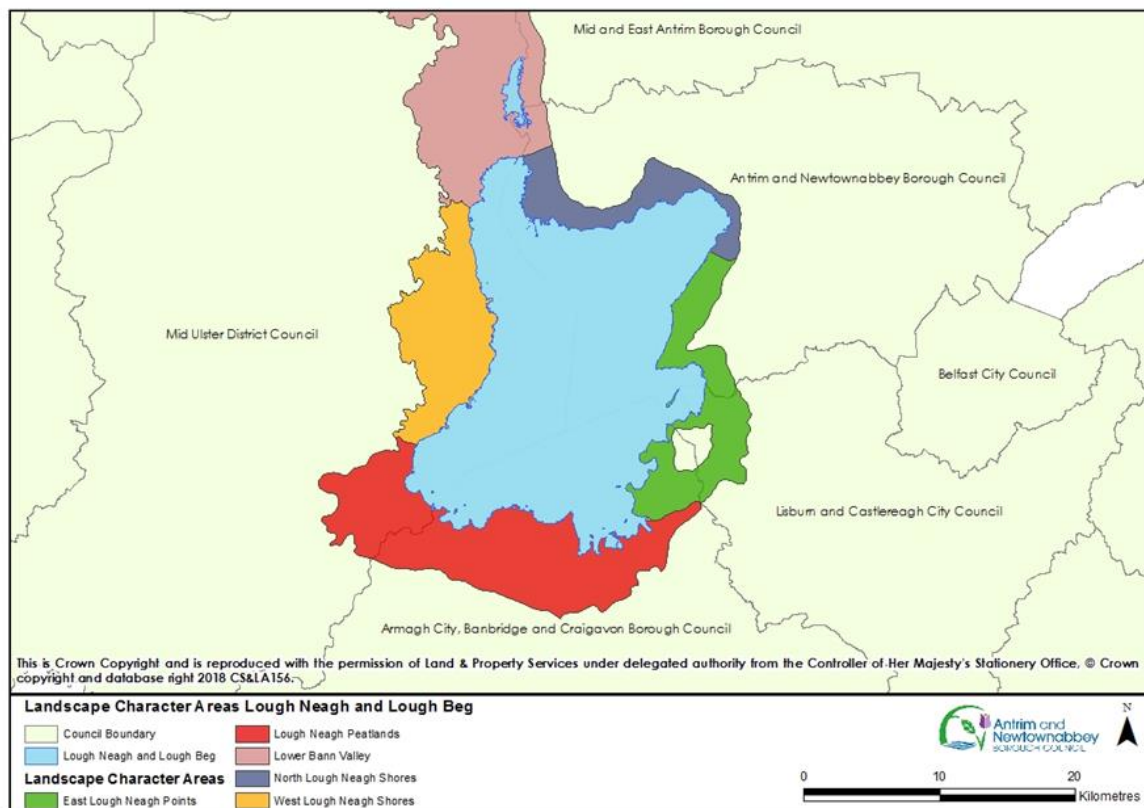 Mid and East Antrim Borough Council
Antrim and Newtownabbey Borough Council
Mid Ulster District Council
Belfast City Council
Lisburn and Castlereagh City Council
Armagh City, Banbridge and Craigavon Borough Council
This is Crown Copyright and is reproduced with the permission of Land & Property Services under delegated authority from the Controller of Her Majesty's Stationery Office, © Crown
copyright and database right 2018 CS&LA156.
Landscape Character Areas Lough Neagh and Lough Beg
Council Boundary
Lough Neagh and Lough Beg
Landscape Character Areas
East Lough Neagh Points
Lough Neagh Peatlands
Lower Bann Valley
North Lough Neagh Shores
West Lough Neagh Shores
Antrim and
Newtownabbey
BOROUGH COUNCIL
N
0 10 20
Kilometres